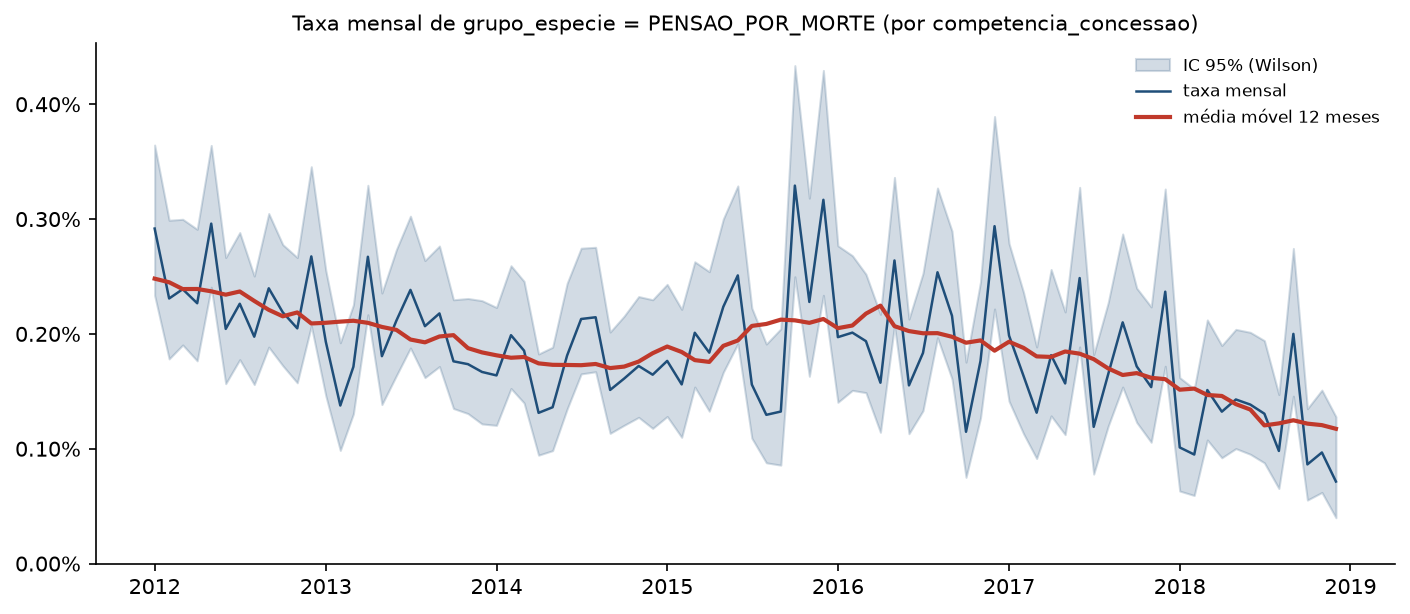 Taxa mensal de grupo_especie = PENSAO_POR_MORTE (por competencia_concessao)
IC 95% (Wilson)
taxa mensal
média móvel 12 meses
0.40%
0.30%
0.20%
0.10%
0.00%
2012 2013 2014 2015 2016 2017 2018 2019